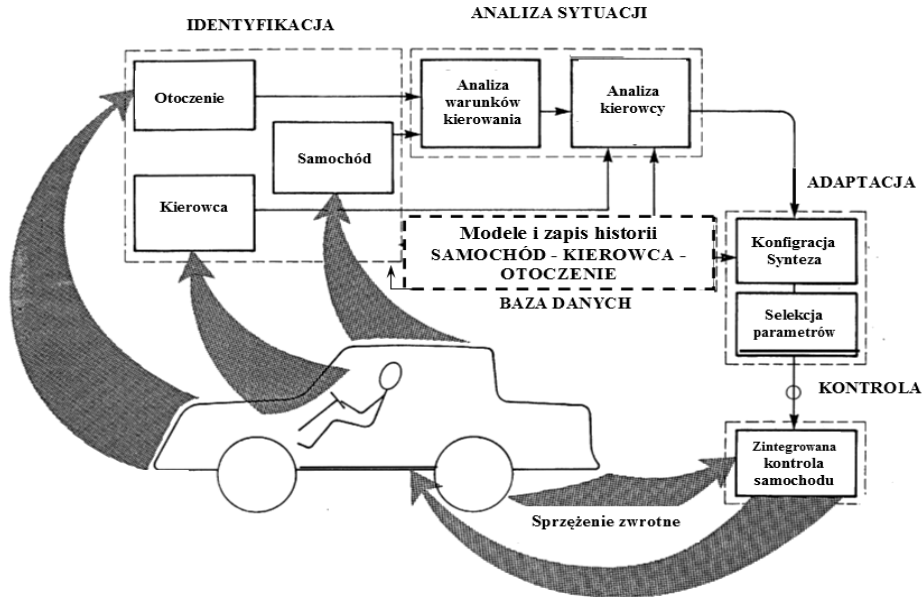 IDENTYFIKACJA
ANALIZA SYTUACJI
Otoczenie
Samochód
Kierowca
Analiza
warunków
kierowania
Analiza
kierowcy
ADAPTACJA
Modele i zapis historii
SAMOCHÓD - KIEROWCA -
OTOCZENIE
BAZA DANYCH
Konfigracja
Synteza
Selekcja
parametrów
KONTROLA
Zintegrowana
kontrola
samochodu
Sprzężenie zwrotne